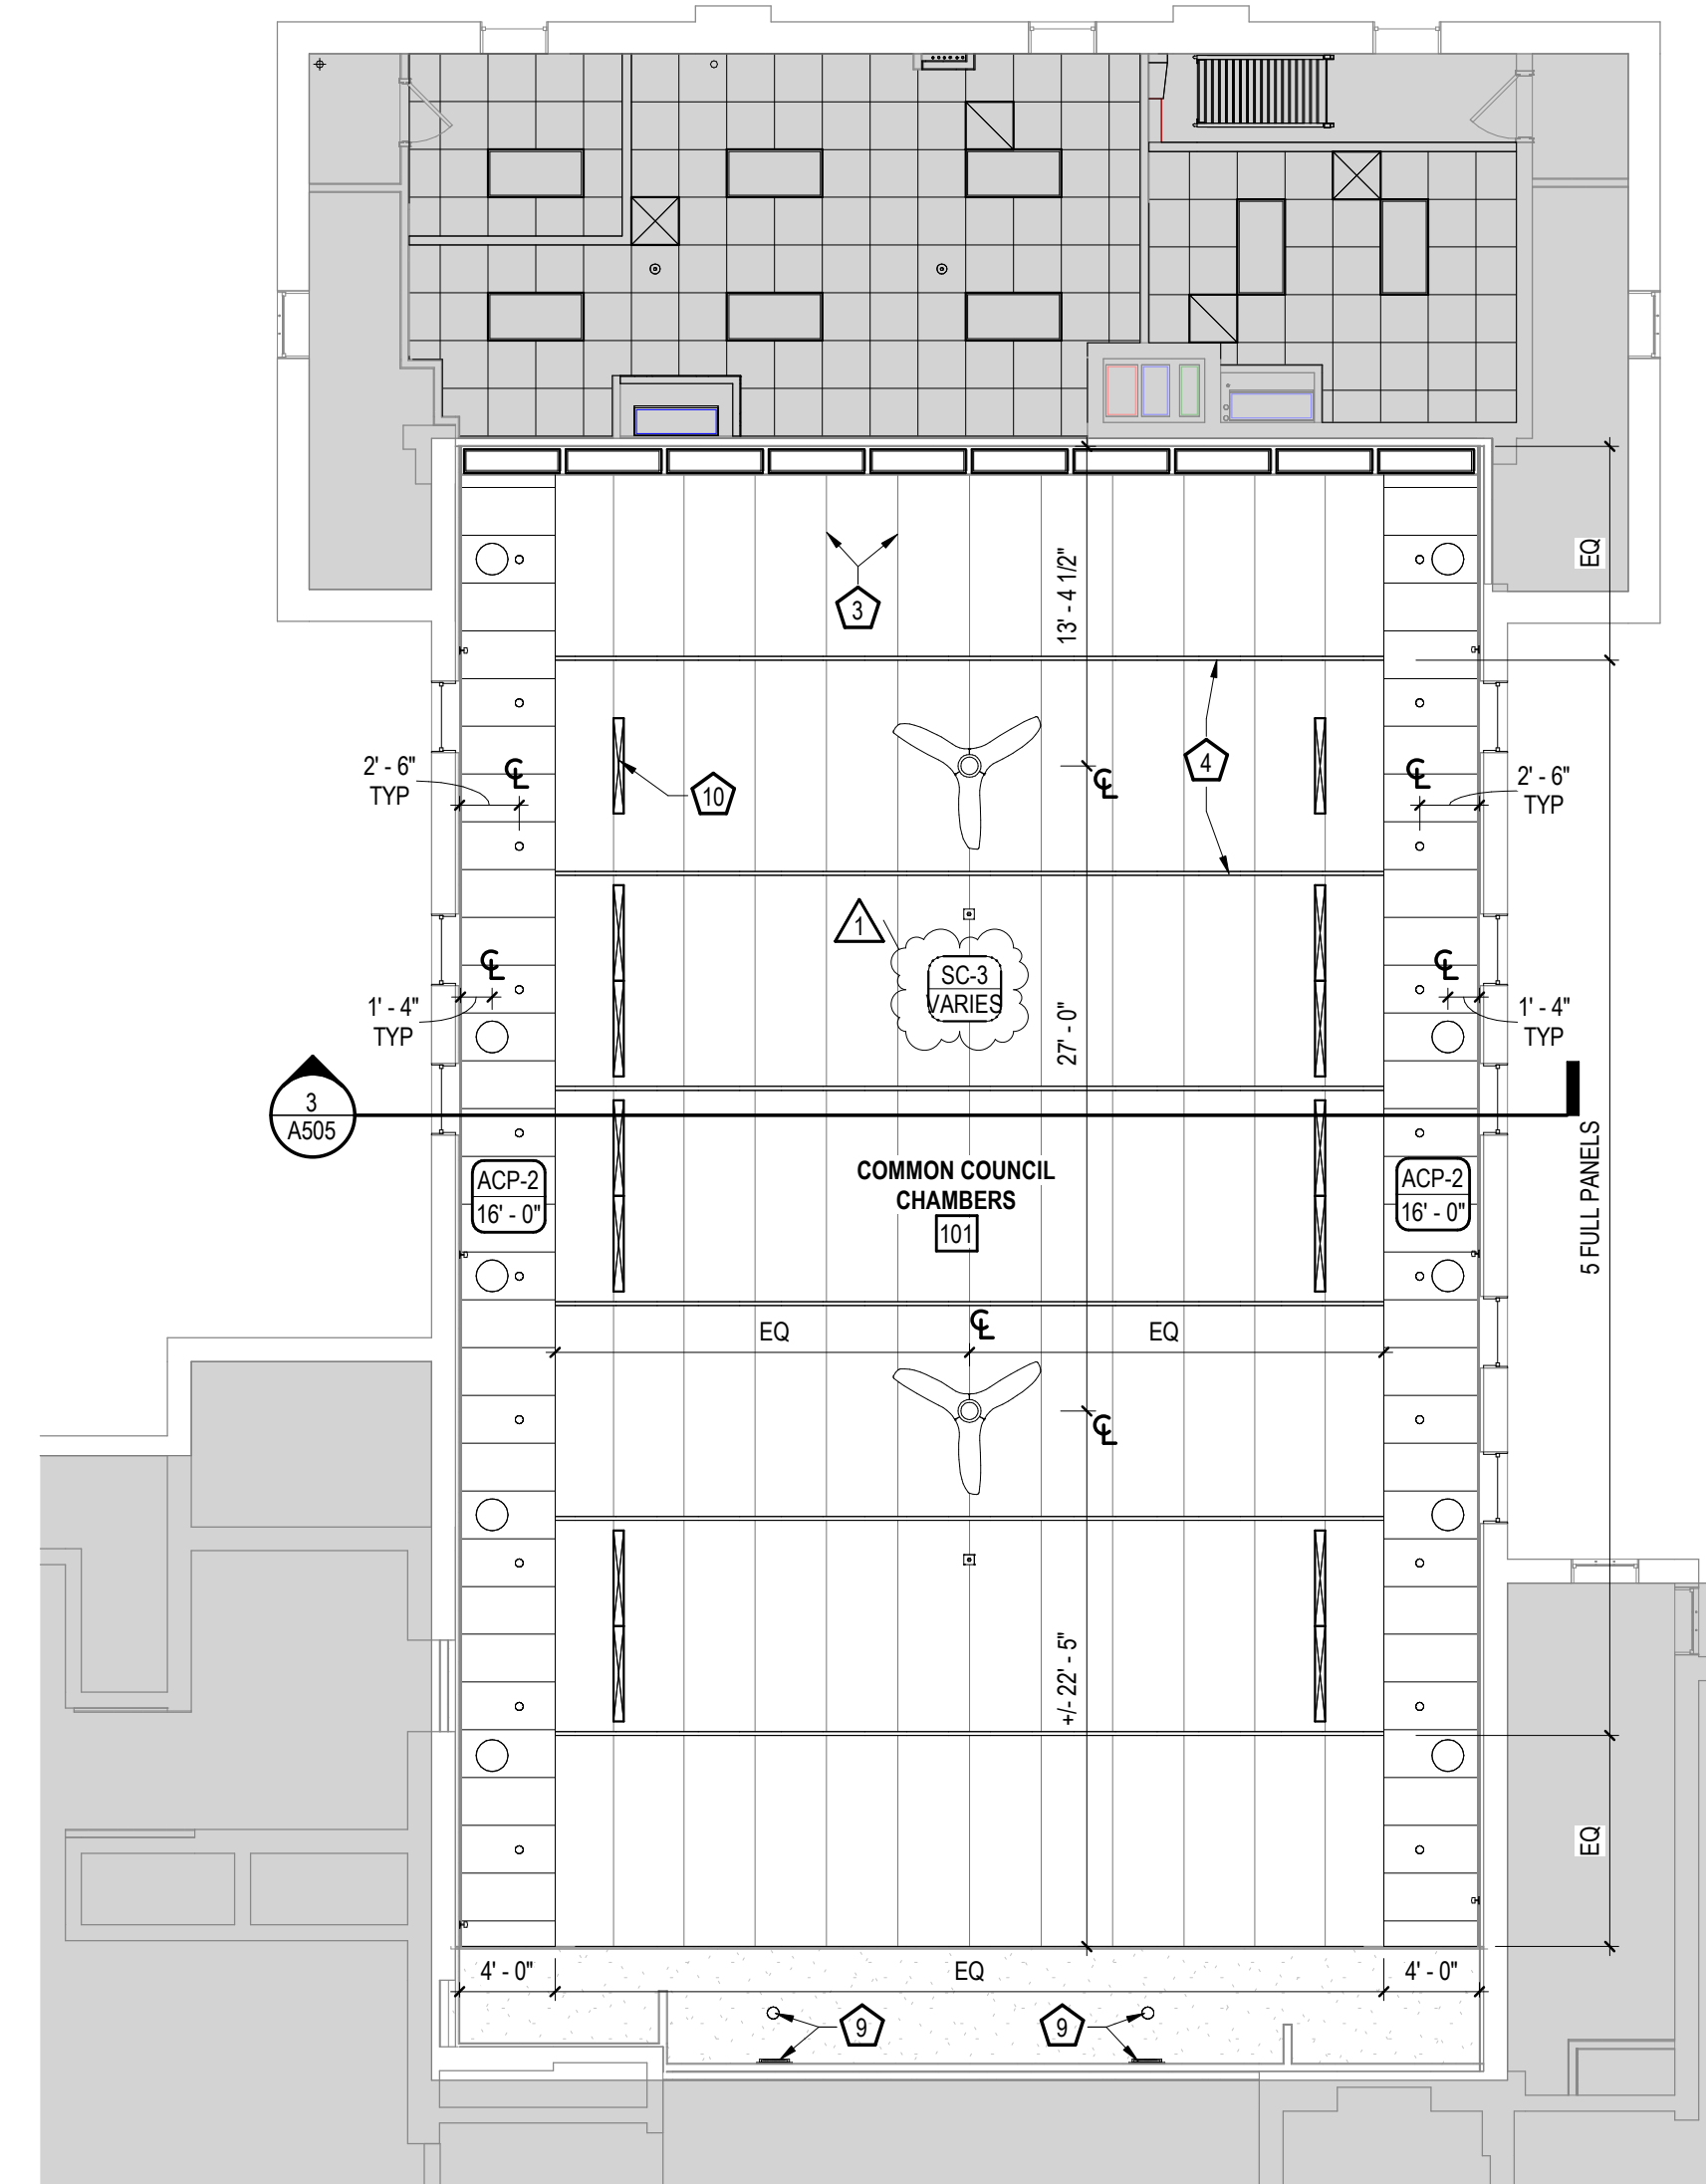 EQ
13' - 4 1/2"
3
2' - 6"
TYP
℄
10
℄
4
℄
2' - 6"
TYP
1
℄
1' - 4"
TYP
SC-3
VARIES
27' - 0"
℄
1' - 4"
TYP
3
A505
5 FULL PANELS
ACP-2
16' - 0"
COMMON COUNCIL
CHAMBERS
101
ACP-2
16' - 0"
EQ
℄
EQ
℄
+/- 22' - 5"
EQ
4' - 0"
EQ
4' - 0"
9
9